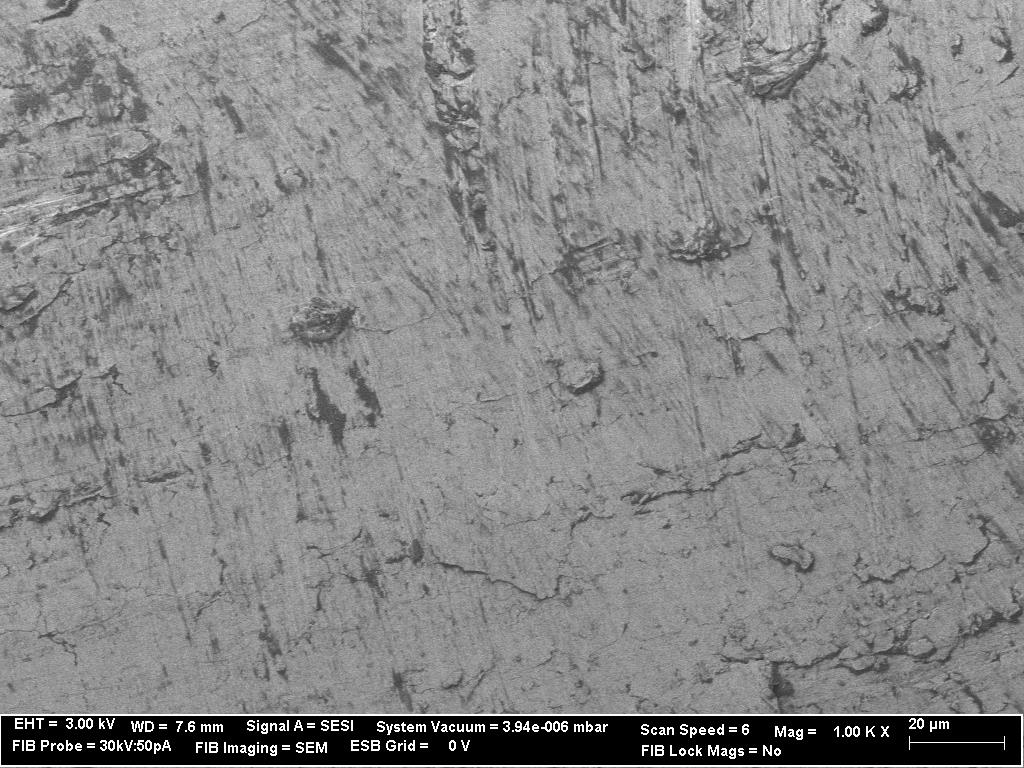 EHT = 3.00 kV WD = 7.6 mm Signal A = SESI System Vacuum = 3.94e-006 mbar Scan Speed = 6 Mag = 1.00 K X 20 µm
FIB Probe = 30kV:50pA FIB Imaging = SEM ESB Grid = 0 V FIB Lock Mags = No